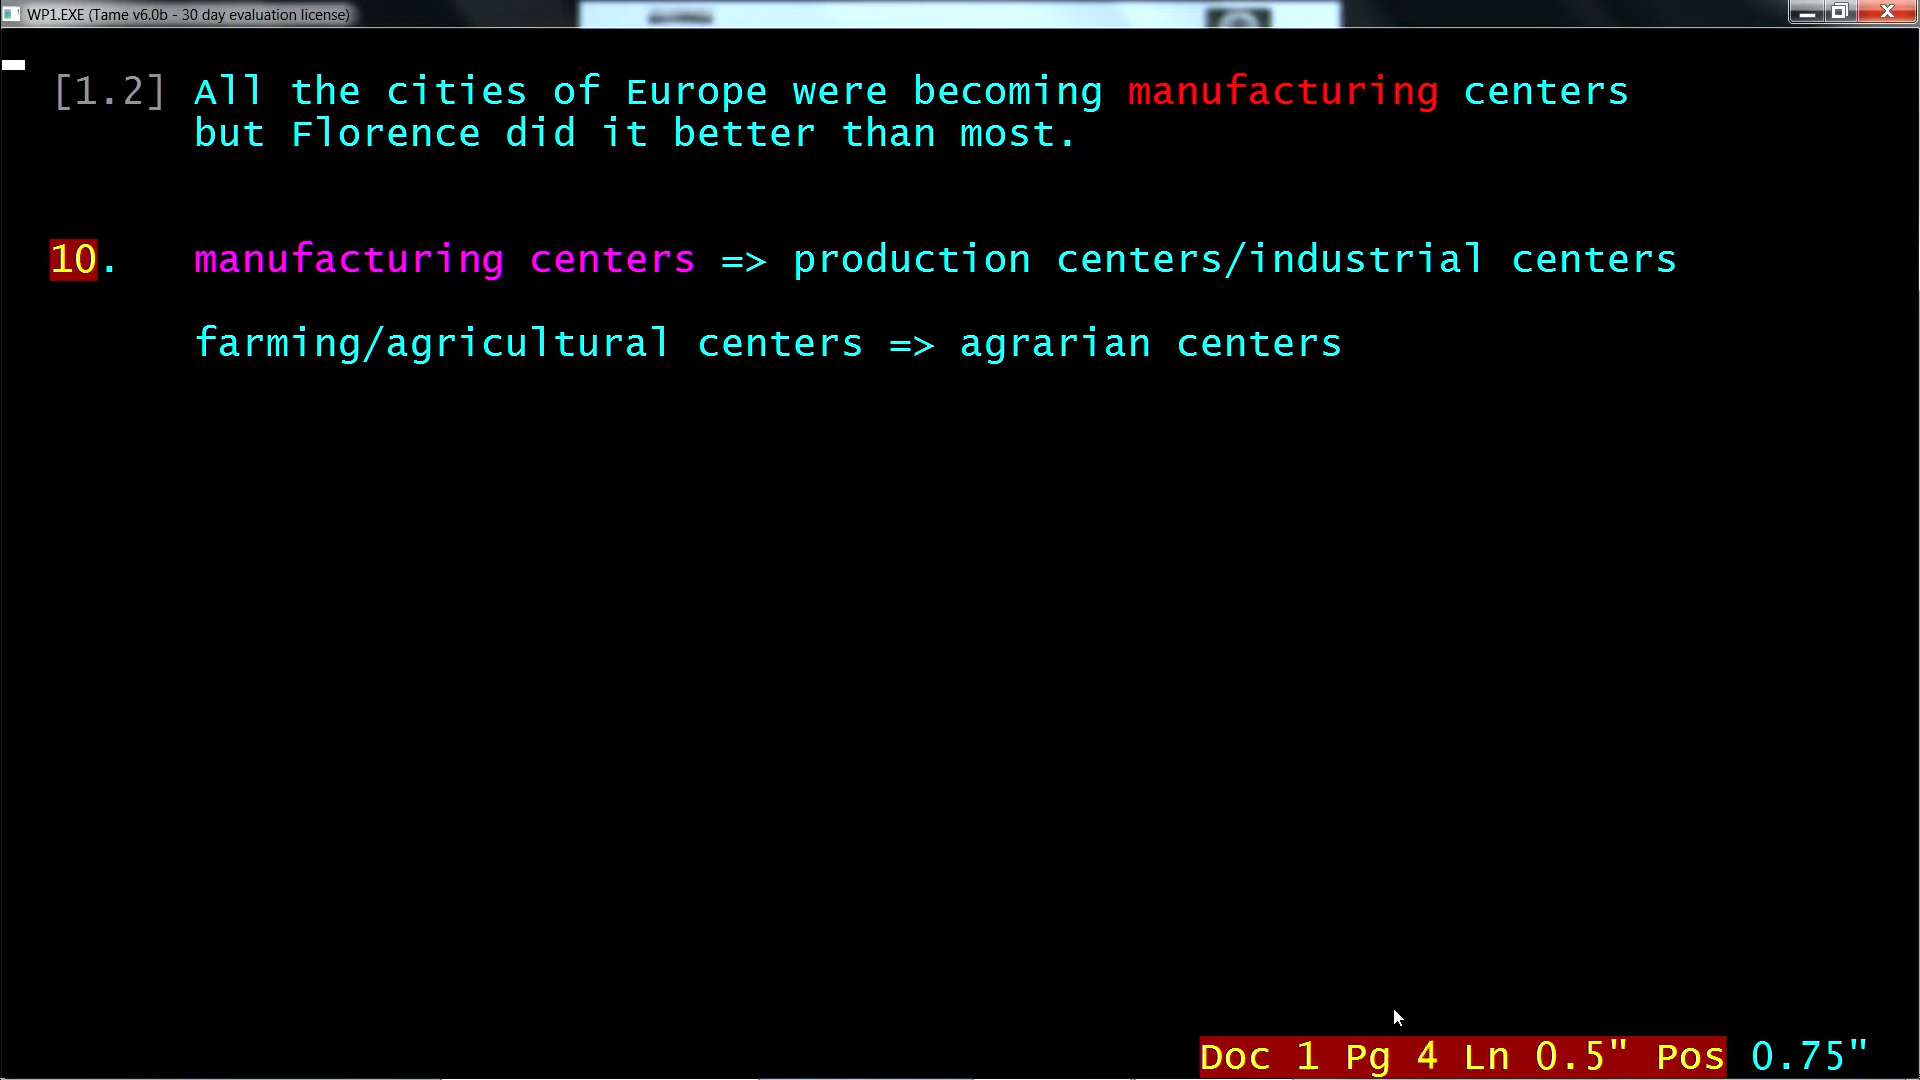 WP1.EXE (Tame v6.0b - 30 day evaluation license)
[1.2] All the cities of Europe were becoming manufacturing centers
but Florence did it better than most.
10. manufacturing centers => production centers/industrial centers
farming/agricultural centers => agrarian centers
Doc 1 Pg 4 Ln 0.5" Pos 0.75"